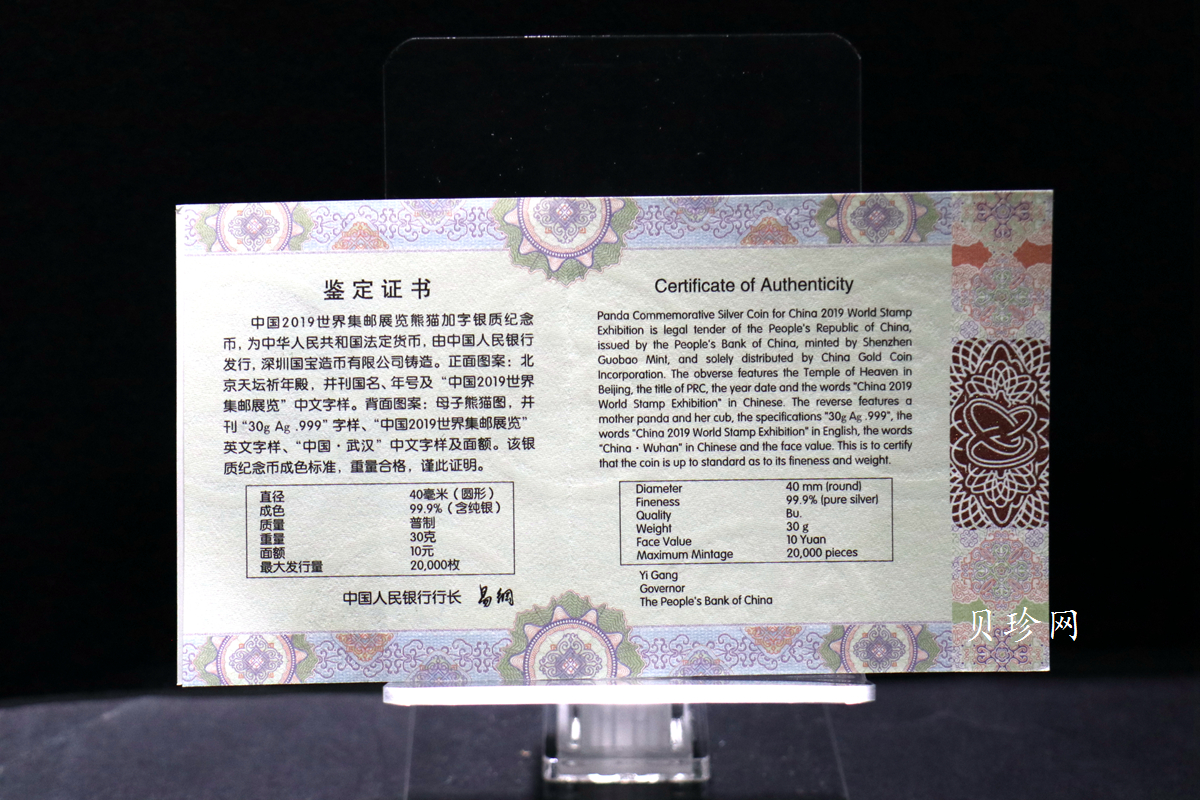 鉴定证书
中国2019世界集邮展览熊猫加字银质纪念
币，为中华人民共和国法定货币，由中国人民银行
发行，深圳国宝造币有限公司铸造。正面图案：北
京天坛祈年殿，并刊国名、年号及“中国2019世界
集邮展览”中文字样。背面图案：母子熊猫图，并
刊“30g Ag .999”字样、“中国2019世界集邮展览”
英文字样、“中国·武汉”中文字样及面额。该银
质纪念币成色标准，重量合格，谨此证明。
直径 40毫米（圆形）
成色 99.9%（含纯银）
质量 普制
重量 30克
面额 10元
最大发行量 20,000枚
中国人民银行行长 易纲
Certificate of Authenticity
Panda Commemorative Silver Coin for China 2019 World Stamp
Exhibition is legal tender of the People's Republic of China,
issued by the People's Bank of China, minted by Shenzhen
Guobao Mint, and solely distributed by China Gold Coin
Incorporation. The obverse features the Temple of Heaven in
Beijing, the title of PRC, the year date and the words "China 2019
World Stamp Exhibition" in Chinese. The reverse features a
mother panda and her cub, the specifications "30g Ag .999", the
words "China 2019 World Stamp Exhibition" in English, the words
"China·Wuhan" in Chinese and the face value. This is to certify
that the coin is up to standard as to its fineness and weight.
Diameter 40 mm (round)
Fineness 99.9% (pure silver)
Quality Bu.
Weight 30 g
Face Value 10 Yuan
Maximum Mintage 20,000 pieces
Yi Gang
Governor
The People's Bank of China
贝珍网